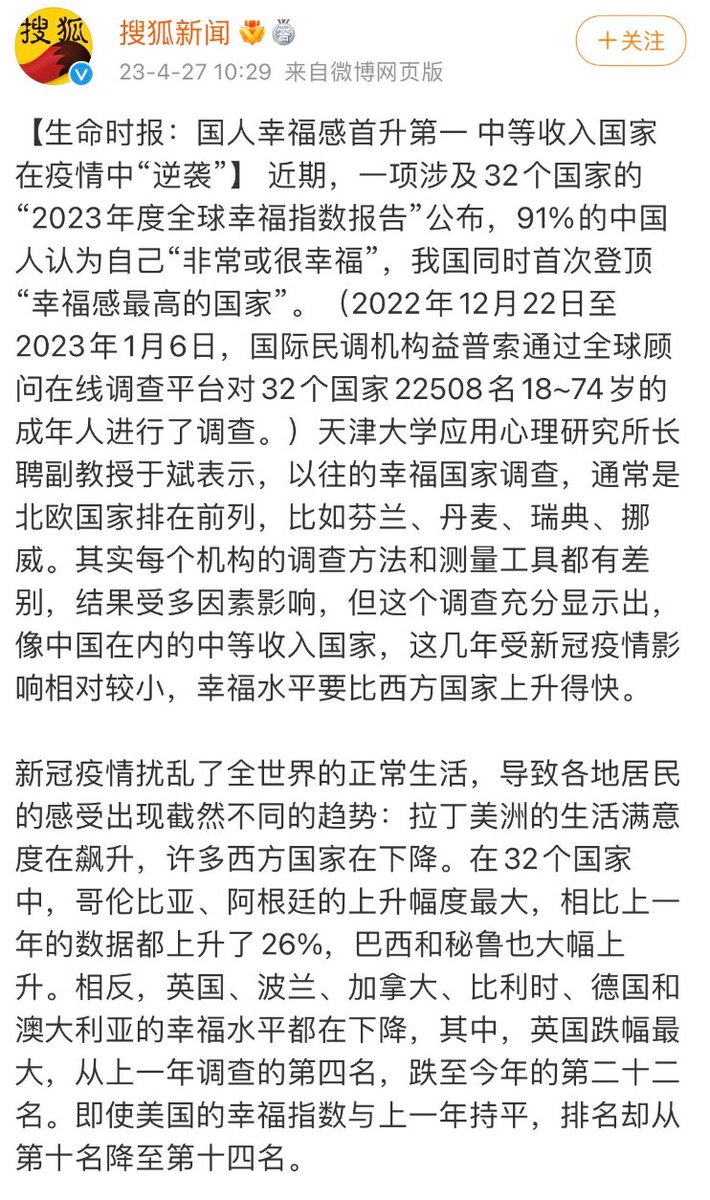 搜狐
搜狐新闻
答
＋关注
23-4-27 10:29 来自微博网页版
【生命时报：国人幸福感首升第一 中等收入国家
在疫情中“逆袭”】 近期，一项涉及32个国家的
“2023年度全球幸福指数报告”公布，91%的中国
人认为自己“非常或很幸福”，我国同时首次登顶
“幸福感最高的国家”。（2022年12月22日至
2023年1月6日，国际民调机构益普索通过全球顾
问在线调查平台对32个国家22508名18~74岁的
成年人进行了调查。）天津大学应用心理研究所长
聘副教授于斌表示，以往的幸福国家调查，通常是
北欧国家排在前列，比如芬兰、丹麦、瑞典、挪
威。其实每个机构的调查方法和测量工具都有差
别，结果受多因素影响，但这个调查充分显示出，
像中国在内的中等收入国家，这几年受新冠疫情影
响相对较小，幸福水平要比西方国家上升得快。
新冠疫情扰乱了全世界的正常生活，导致各地居民
的感受出现截然不同的趋势：拉丁美洲的生活满意
度在飙升，许多西方国家在下降。在32个国家
中，哥伦比亚、阿根廷的上升幅度最大，相比上一
年的数据都上升了26%，巴西和秘鲁也大幅上
升。相反，英国、波兰、加拿大、比利时、德国和
澳大利亚的幸福水平都在下降，其中，英国跌幅最
大，从上一年调查的第四名，跌至今年的第二十二
名。即使美国的幸福指数与上一年持平，排名却从
第十名降至第十四名。